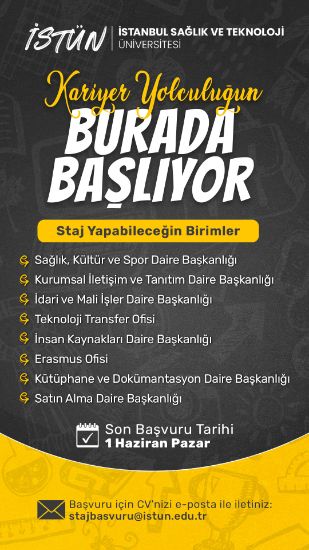 İSTÜN
İSTANBUL SAĞLIK VE TEKNOLOJİ
ÜNİVERSİTESİ
Kariyer Yolculuğun
BURADA
BAŞLIYOR
Staj Yapabileceğin Birimler
Sağlık, Kültür ve Spor Daire Başkanlığı
Kurumsal İletişim ve Tanıtım Daire Başkanlığı
İdari ve Mali İşler Daire Başkanlığı
Teknoloji Transfer Ofisi
İnsan Kaynakları Daire Başkanlığı
Erasmus Ofisi
Kütüphane ve Dokümantasyon Daire Başkanlığı
Satın Alma Daire Başkanlığı
Son Başvuru Tarihi
1 Haziran Pazar
Başvuru için CV'nizi e-posta ile iletiniz:
stajbasvuru@istun.edu.tr